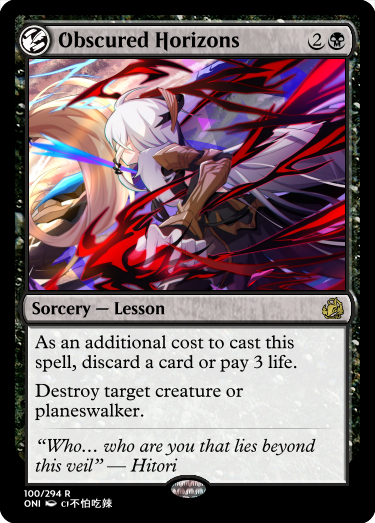 Obscured Horizons 2
Sorcery — Lesson
As an additional cost to cast this
spell, discard a card or pay 3 life.
Destroy target creature or
planeswalker.
“Who... who are you that lies beyond
this veil” — Hitori
100/294 R
ONI CJ不怕吃辣